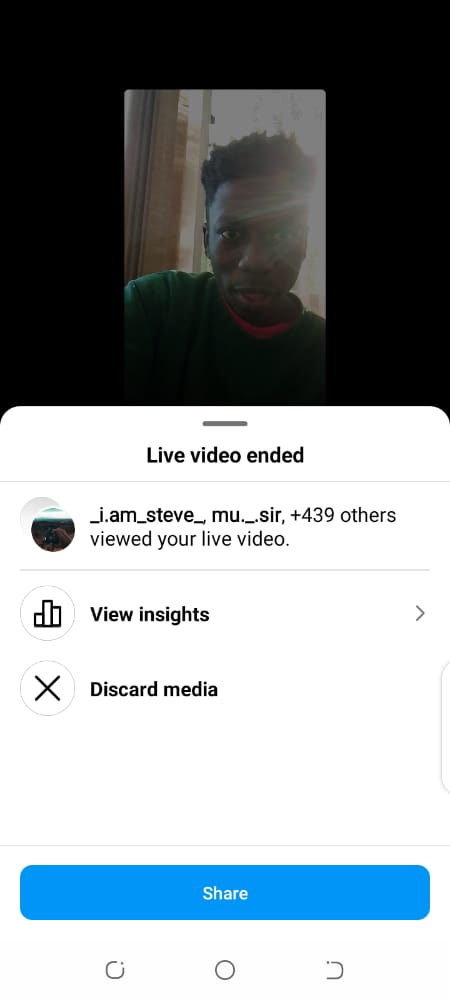 Live video ended
_i.am_steve_, mu._.sir, +439 others
viewed your live video.
View insights
Discard media
Share